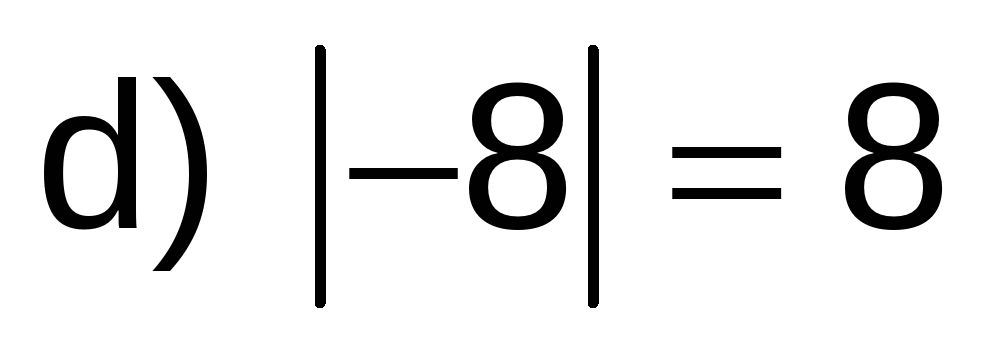 d) |−8| = 8